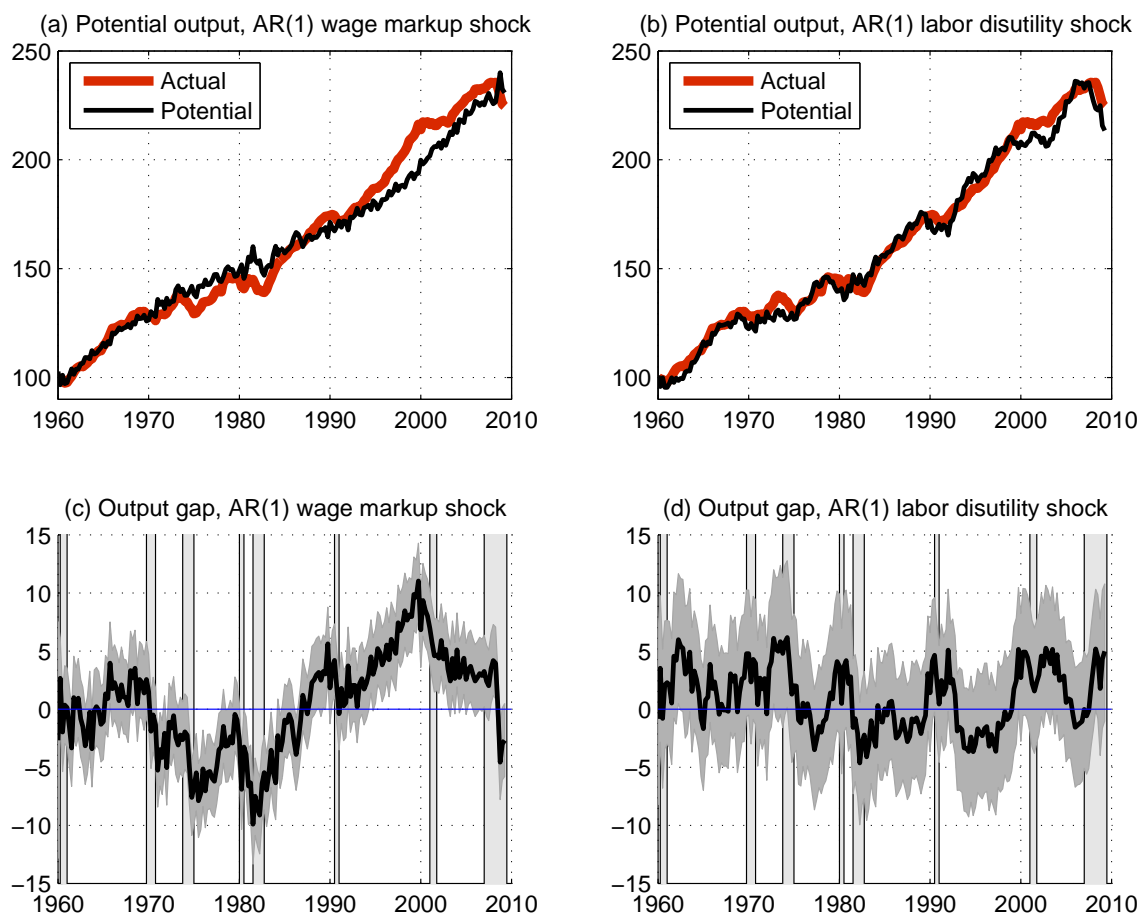 (a) Potential output, AR(1) wage markup shock
250
200
150
100
Actual
Potential
1960 1970 1980 1990 2000 2010
(b) Potential output, AR(1) labor disutility shock
250
200
150
100
Actual
Potential
1960 1970 1980 1990 2000 2010
(c) Output gap, AR(1) wage markup shock
15
10
5
0
−5
−10
−15
1960 1970 1980 1990 2000 2010
(d) Output gap, AR(1) labor disutility shock
15
10
5
0
−5
−10
−15
1960 1970 1980 1990 2000 2010